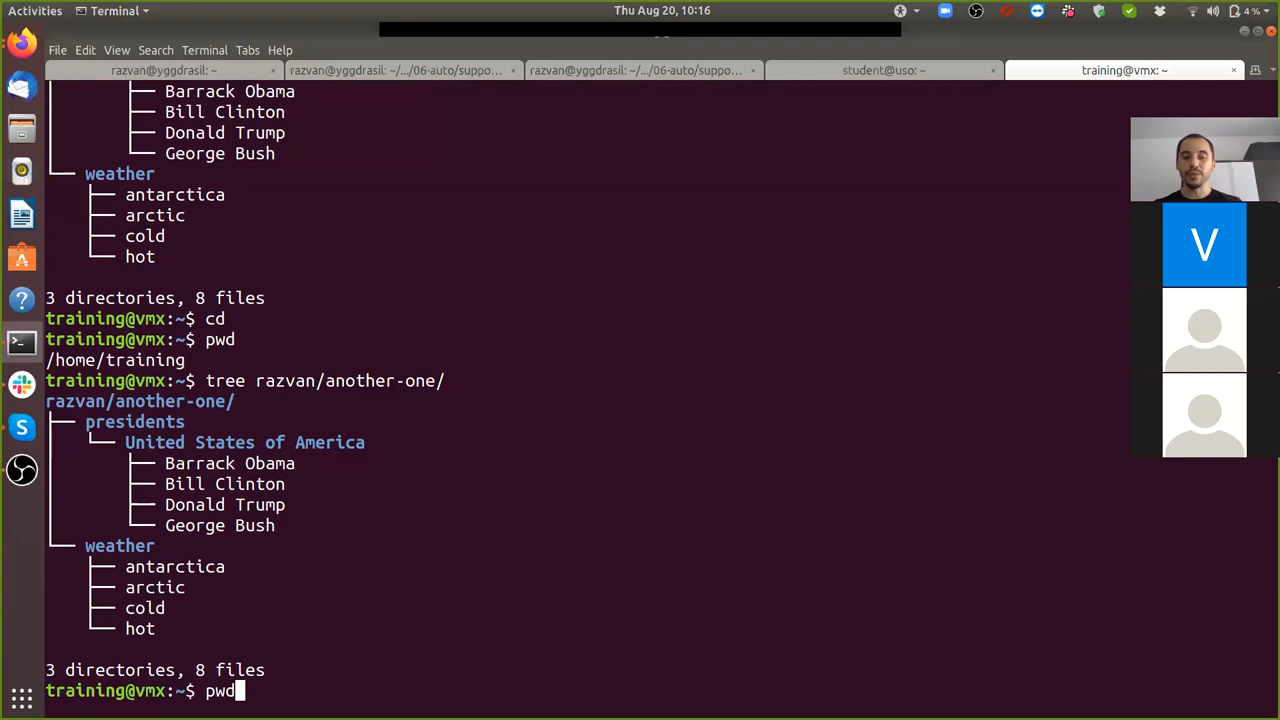 Activities
Terminal
Thu Aug 20, 10:16
4%
File Edit View Search Terminal Tabs Help
razvan@yggdrasil: ~
razvan@yggdrasil: ~/.../06-auto/suppo...
razvan@yggdrasil: ~/.../06-auto/suppo...
student@uso: ~
training@vmx: ~
├── Barrack Obama
├── Bill Clinton
├── Donald Trump
└── George Bush
└── weather
├── antarctica
├── arctic
├── cold
└── hot
3 directories, 8 files
training@vmx:~$ cd
training@vmx:~$ pwd
/home/training
training@vmx:~$ tree razvan/another-one/
razvan/another-one/
├── presidents
└── United States of America
├── Barrack Obama
├── Bill Clinton
├── Donald Trump
└── George Bush
└── weather
├── antarctica
├── arctic
├── cold
└── hot
3 directories, 8 files
training@vmx:~$ pwd
V